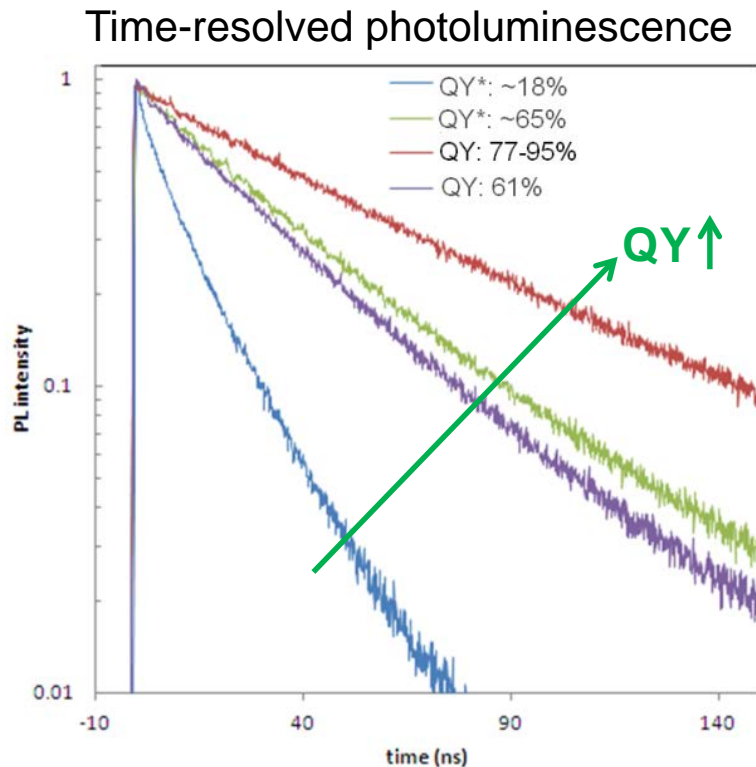 Time-resolved photoluminescence
1
QY*: ~18%
QY*: ~65%
QY: 77-95%
QY: 61%
QY↑
0.1
PL intensity
0.01
-10 40 90 140
time (ns)